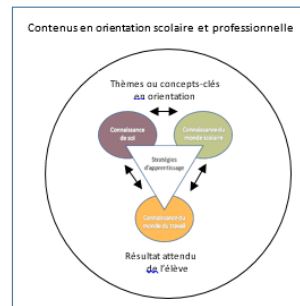 Contenus en orientation scolaire et professionnelle
Thèmes ou concepts-clés
en orientation
Connaissance
de soi
Connaissance du
monde scolaire
Stratégies
d'apprentissage
Connaissance du
monde du travail
Résultat attendu
de l'élève